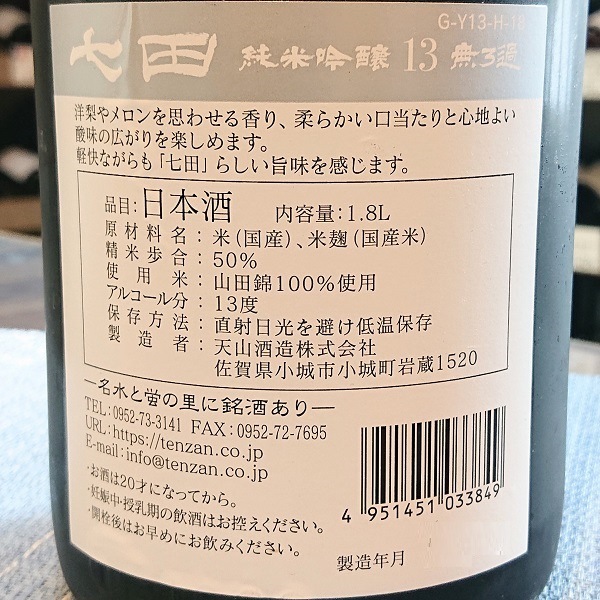 G-Y13-H-18
七田 純米吟醸 13 無ろ過
洋梨やメロンを思わせる香り、柔らかい口当たりと心地よい
酸味の広がりを楽しめます。
軽快ながらも「七田」らしい旨味を感じます。
品目:日本酒 内容量:1.8L
原材料名:米(国産)、米麹(国産米)
精米歩合:50%
使用米:山田錦100%使用
アルコール分:13度
保存方法:直射日光を避け低温保存
製造者:天山酒造株式会社
佐賀県小城市小城町岩蔵1520
―名水と蛍の里に銘酒あり―
TEL:0952-73-3141 FAX:0952-72-7695
URL:https://tenzan.co.jp
E-mail:info@tenzan.co.jp
・お酒は20才になってから。
・妊娠中・授乳期の飲酒はお控えください。
・開栓後はお早めにお飲みください。
4 951451 033849
製造年月